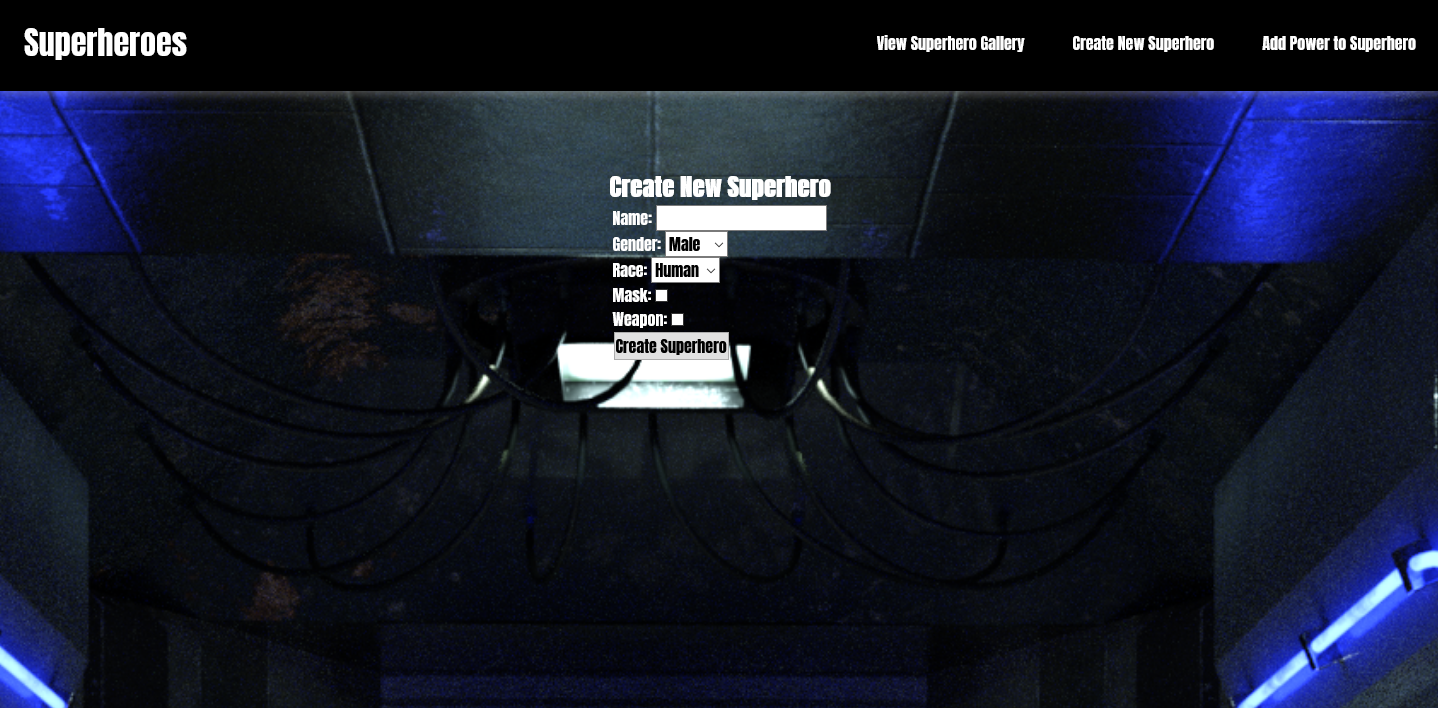 Superheroes
View Superhero Gallery
Create New Superhero
Add Power to Superhero
Create New Superhero
Name:
Gender: Male
Race: Human
Mask:
Weapon:
Create Superhero